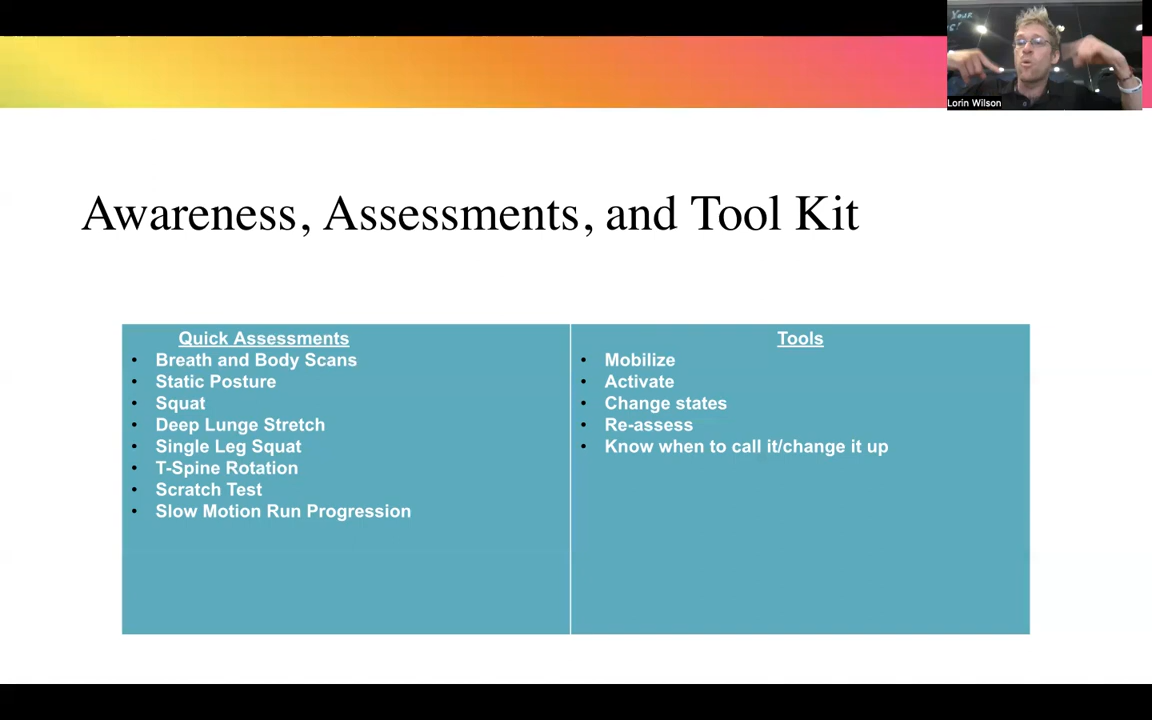 Your
Lorin Wilson
Awareness, Assessments, and Tool Kit
Quick Assessments
Breath and Body Scans
Static Posture
Squat
Deep Lunge Stretch
Single Leg Squat
T-Spine Rotation
Scratch Test
Slow Motion Run Progression
Tools
Mobilize
Activate
Change states
Re-assess
Know when to call it/change it up